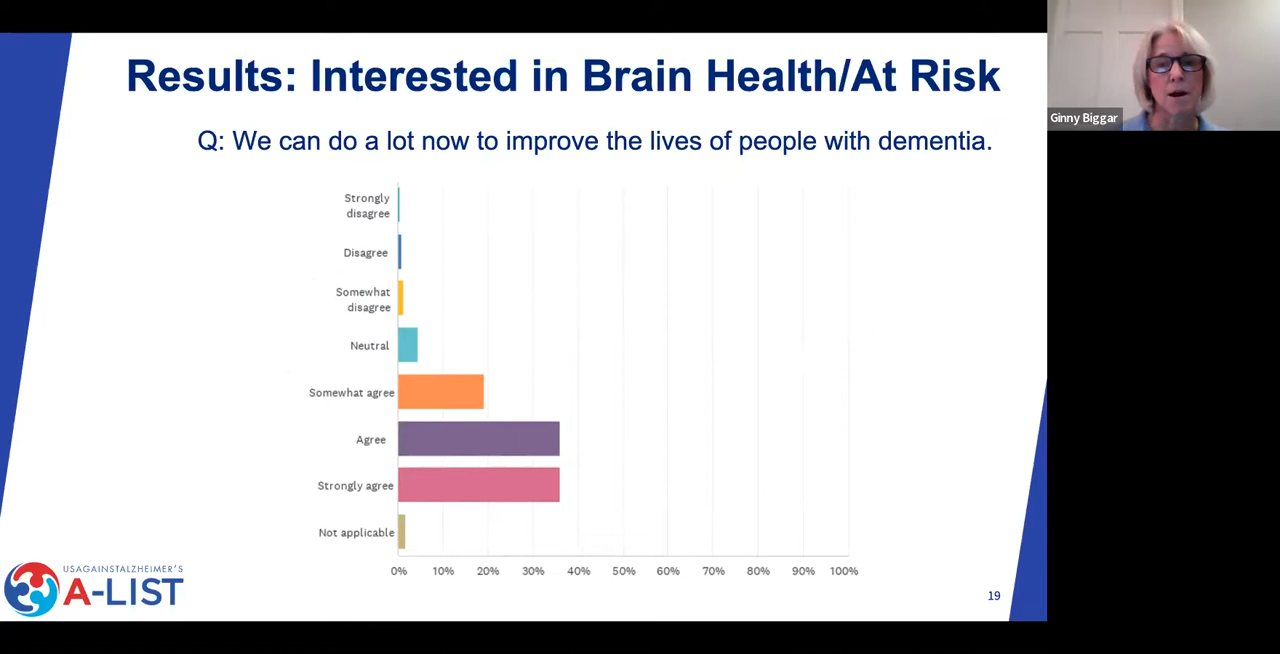 Results: Interested in Brain Health/At Risk
Q: We can do a lot now to improve the lives of people with dementia.
Strongly
disagree
Disagree
Somewhat
disagree
Neutral
Somewhat agree
Agree
Strongly agree
Not applicable
0% 10% 20% 30% 40% 50% 60% 70% 80% 90% 100%
USAGAINSTALZHEIMER'S
A-LIST
19
Ginny Biggar